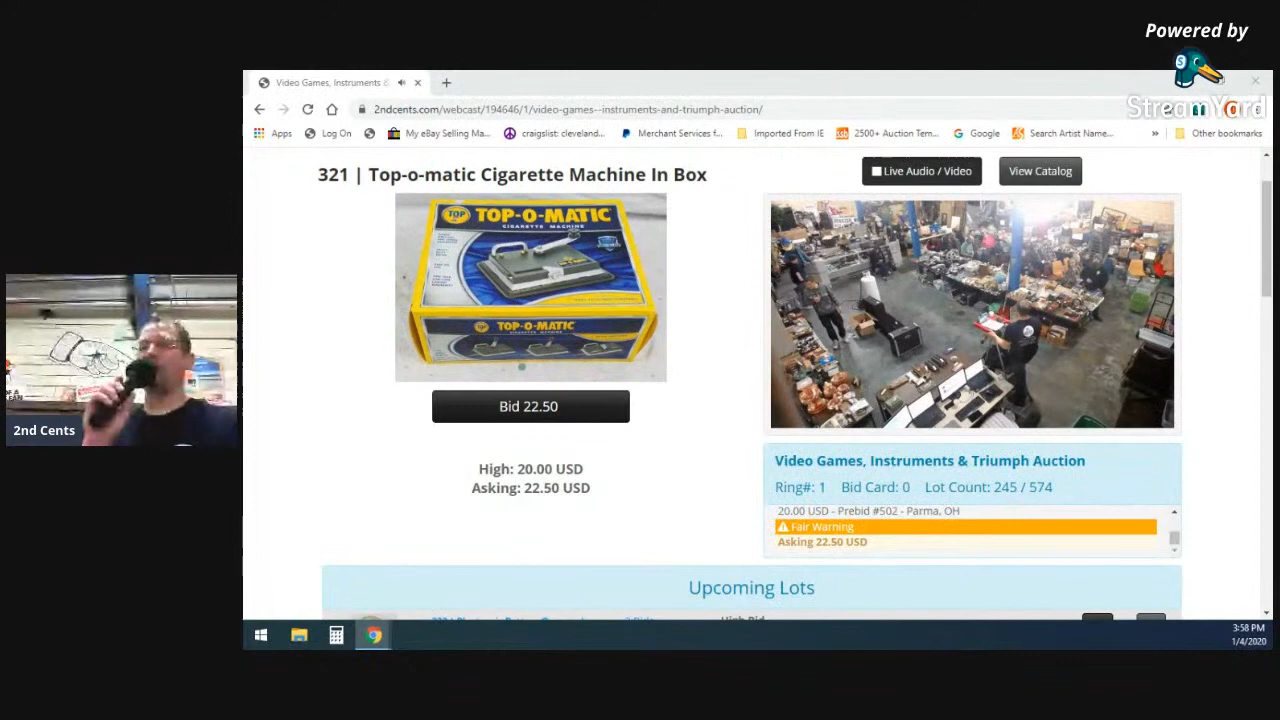 Powered by
StreamYard
Video Games, Instruments &
2ndcents.com/webcast/194646/1/video-games--instruments-and-triumph-auction/
Apps
Log On
My eBay Selling Ma...
craigslist: cleveland...
Merchant Services f...
Imported From IE
2500+ Auction Tem...
Google
Search Artist Name...
»
Other bookmarks
321 | Top-o-matic Cigarette Machine In Box
Live Audio / Video
View Catalog
TOP
TOP-O-MATIC
CIGARETTE MACHINE
TOP-O-MATIC
Bid 22.50
High: 20.00 USD
Asking: 22.50 USD
Video Games, Instruments & Triumph Auction
Ring#: 1 Bid Card: 0 Lot Count: 245 / 574
20.00 USD - Prebid #502 - Parma, OH
Fair Warning
Asking 22.50 USD
Upcoming Lots
2nd Cents
3:58 PM
1/4/2020